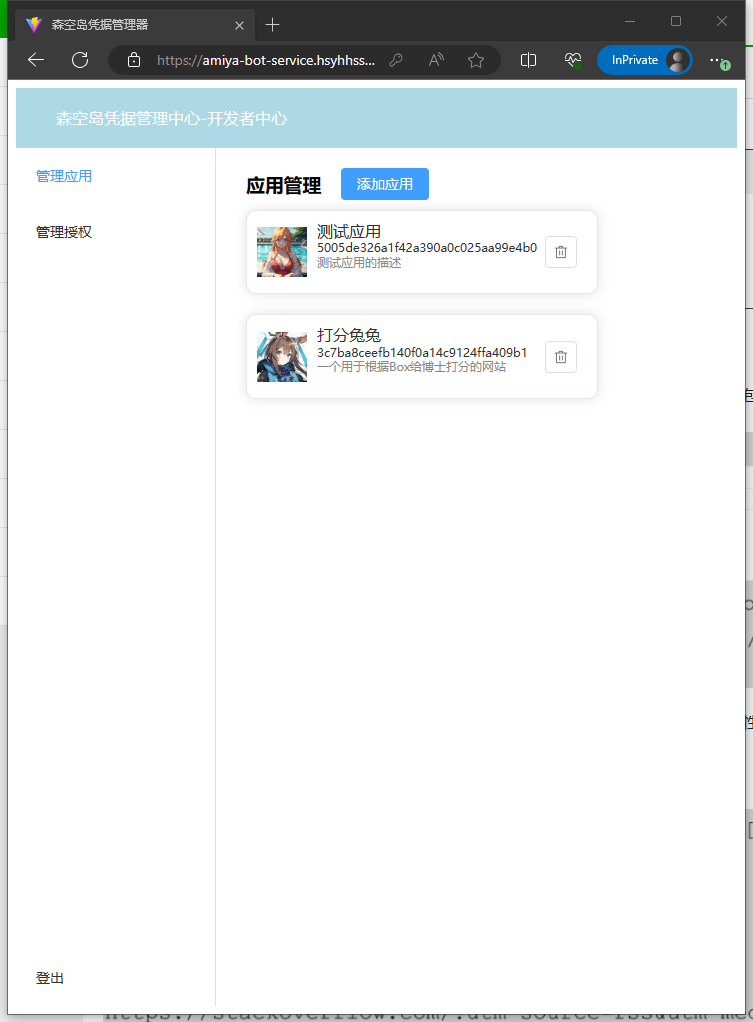 森空岛凭据管理器
https://amiya-bot-service.hsyhhss...
InPrivate
森空岛凭据管理中心-开发者中心
管理应用
管理授权
应用管理
添加应用
测试应用
5005de326a1f42a390a0c025aa99e4b0
测试应用的描述
打分兔兔
3c7ba8ceefb140f0a14c9124ffa409b1
一个用于根据Box给博士打分的网站
登出